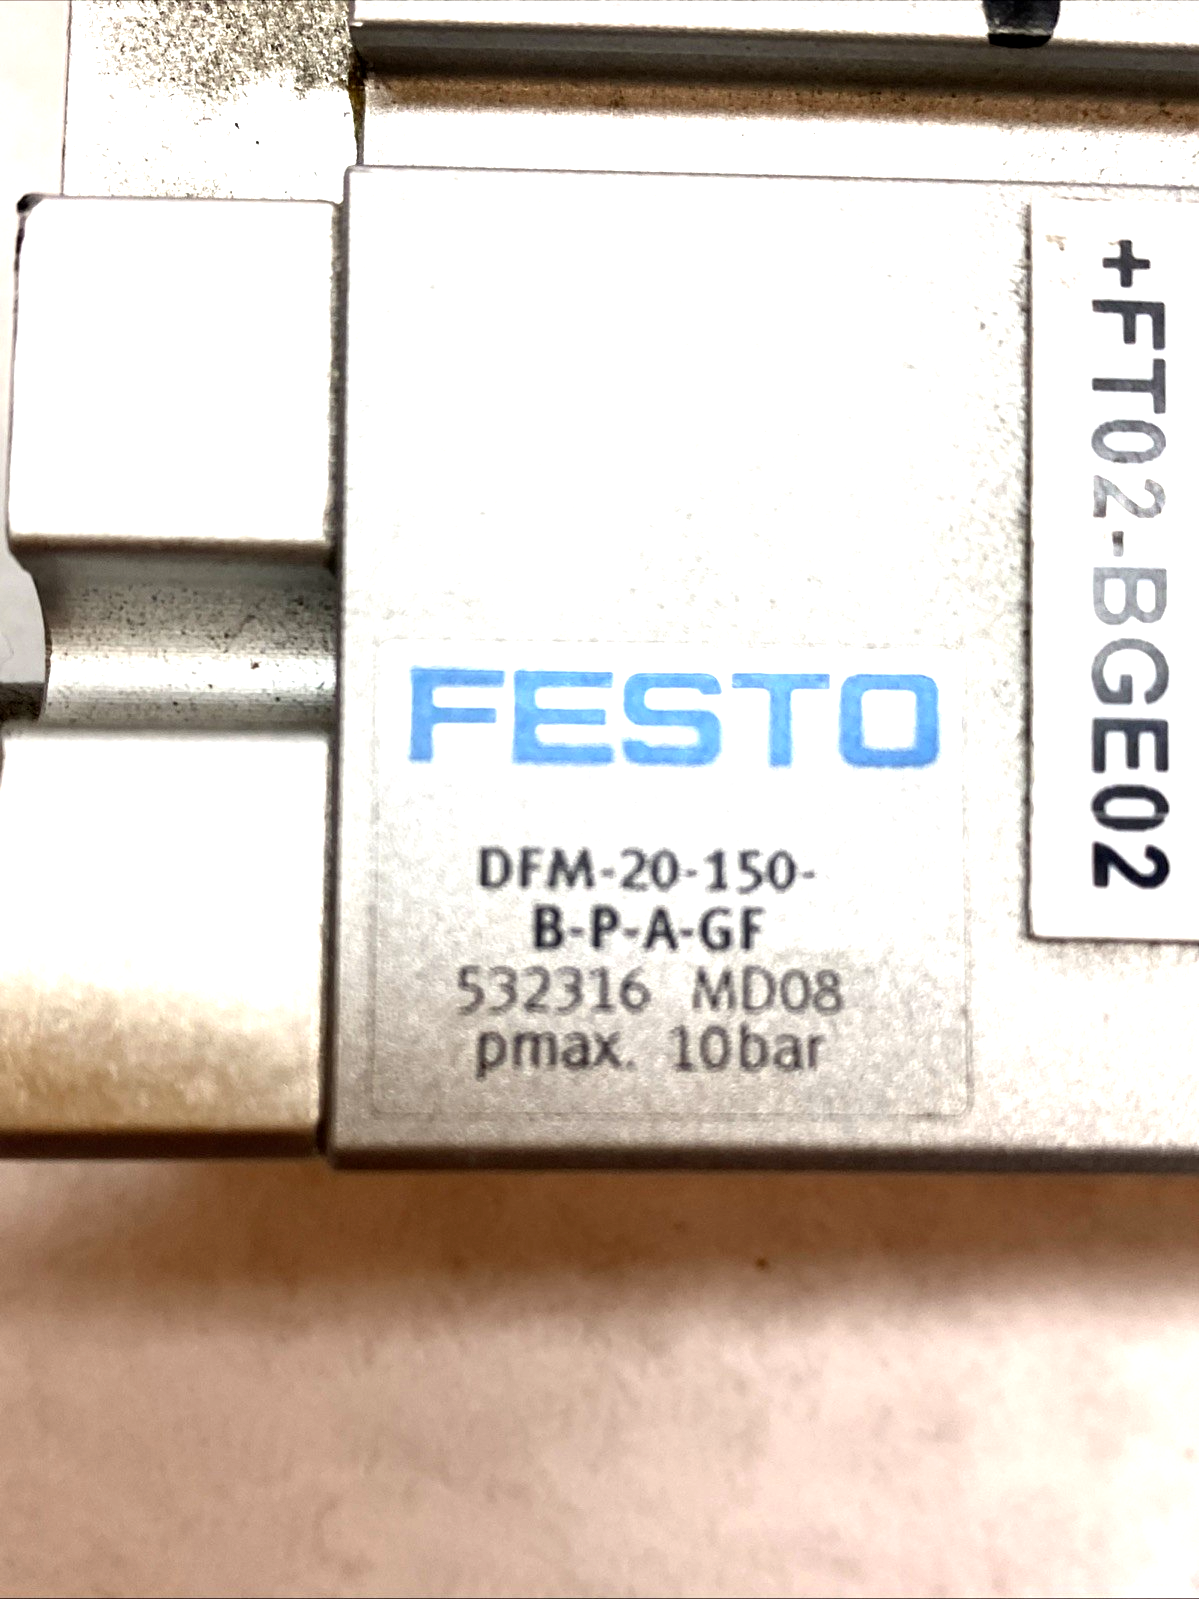 FESTO
DFM-20-150-
B-P-A-GF
532316 MD08
pmax. 10bar
+FT02-BGE02